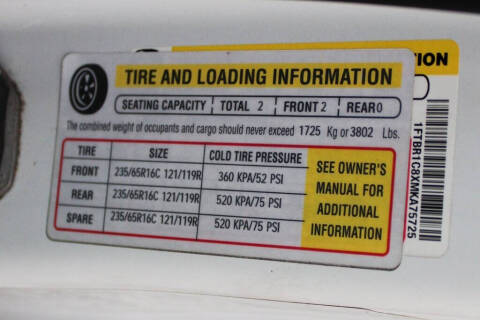 TIRE AND LOADING INFORMATION
SEATING CAPACITY TOTAL 2 FRONT 2 REAR 0
The combined weight of occupants and cargo should never exceed 1725 Kg or 3802 Lbs.
TIRE SIZE COLD TIRE PRESSURE
FRONT 235/65R16C 121/119R 360 KPA/52 PSI
REAR 235/65R16C 121/119R 520 KPA/75 PSI
SPARE 235/65R16C 121/119R 520 KPA/75 PSI
SEE OWNER'S
MANUAL FOR
ADDITIONAL
INFORMATION
TION
1FTBR1C8XMKA75725